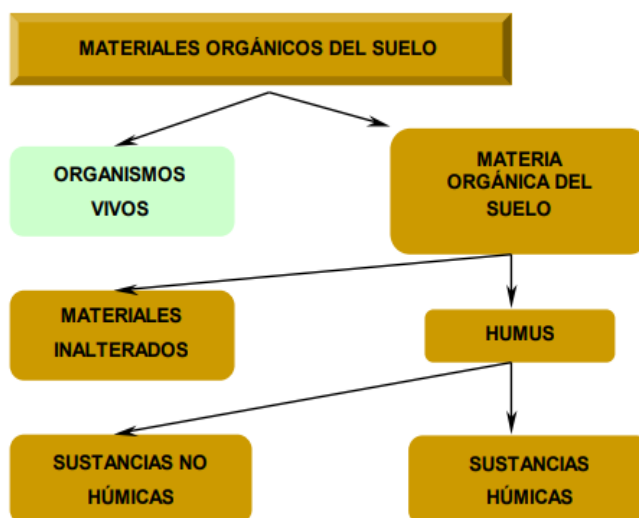 MATERIALES ORGÁNICOS DEL SUELO
ORGANISMOS
VIVOS
MATERIA
ORGÁNICA DEL
SUELO
MATERIALES
INALTERADOS
HUMUS
SUSTANCIAS NO
HÚMICAS
SUSTANCIAS
HÚMICAS